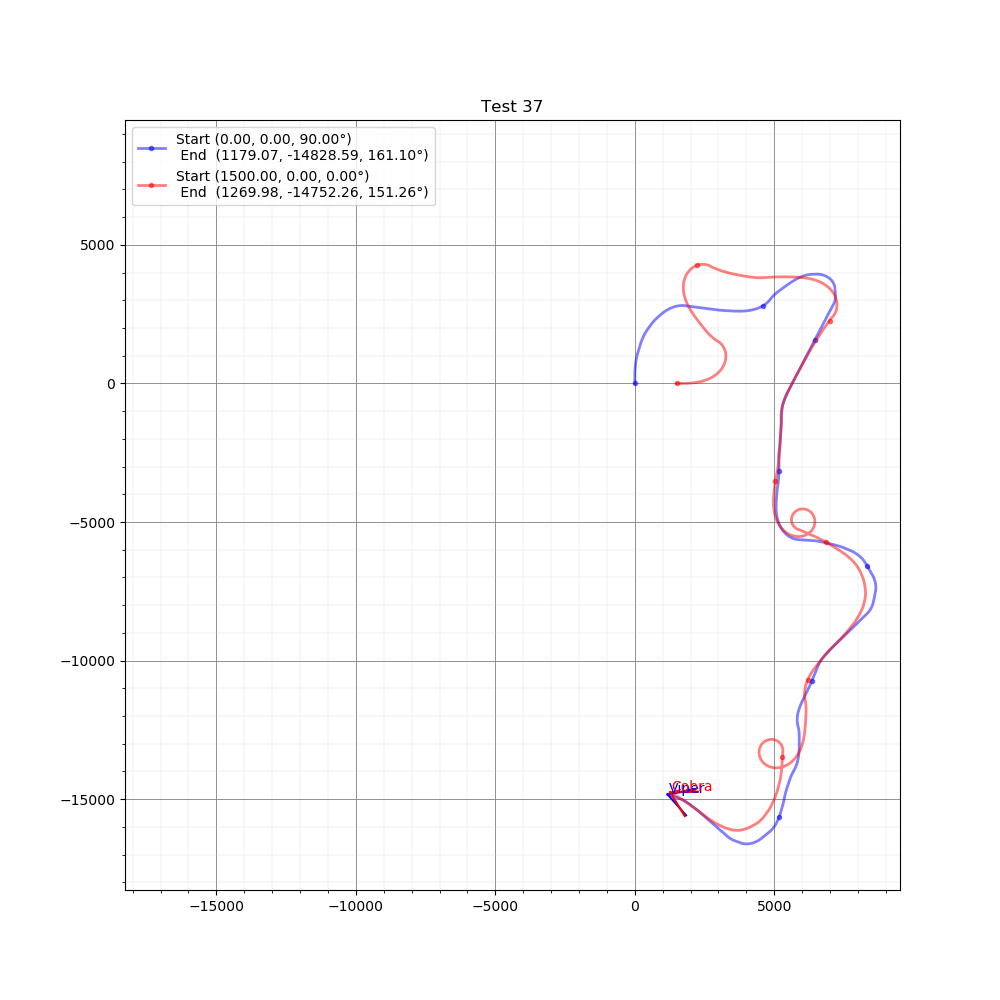 Test 37
Start (0.00, 0.00, 90.00°)
End (1179.07, -14828.59, 161.10°)
Start (1500.00, 0.00, 0.00°)
End (1269.98, -14752.26, 151.26°)
5000
0
−5000
−10000
−15000
Viper
Cobra
−15000 −10000 −5000 0 5000